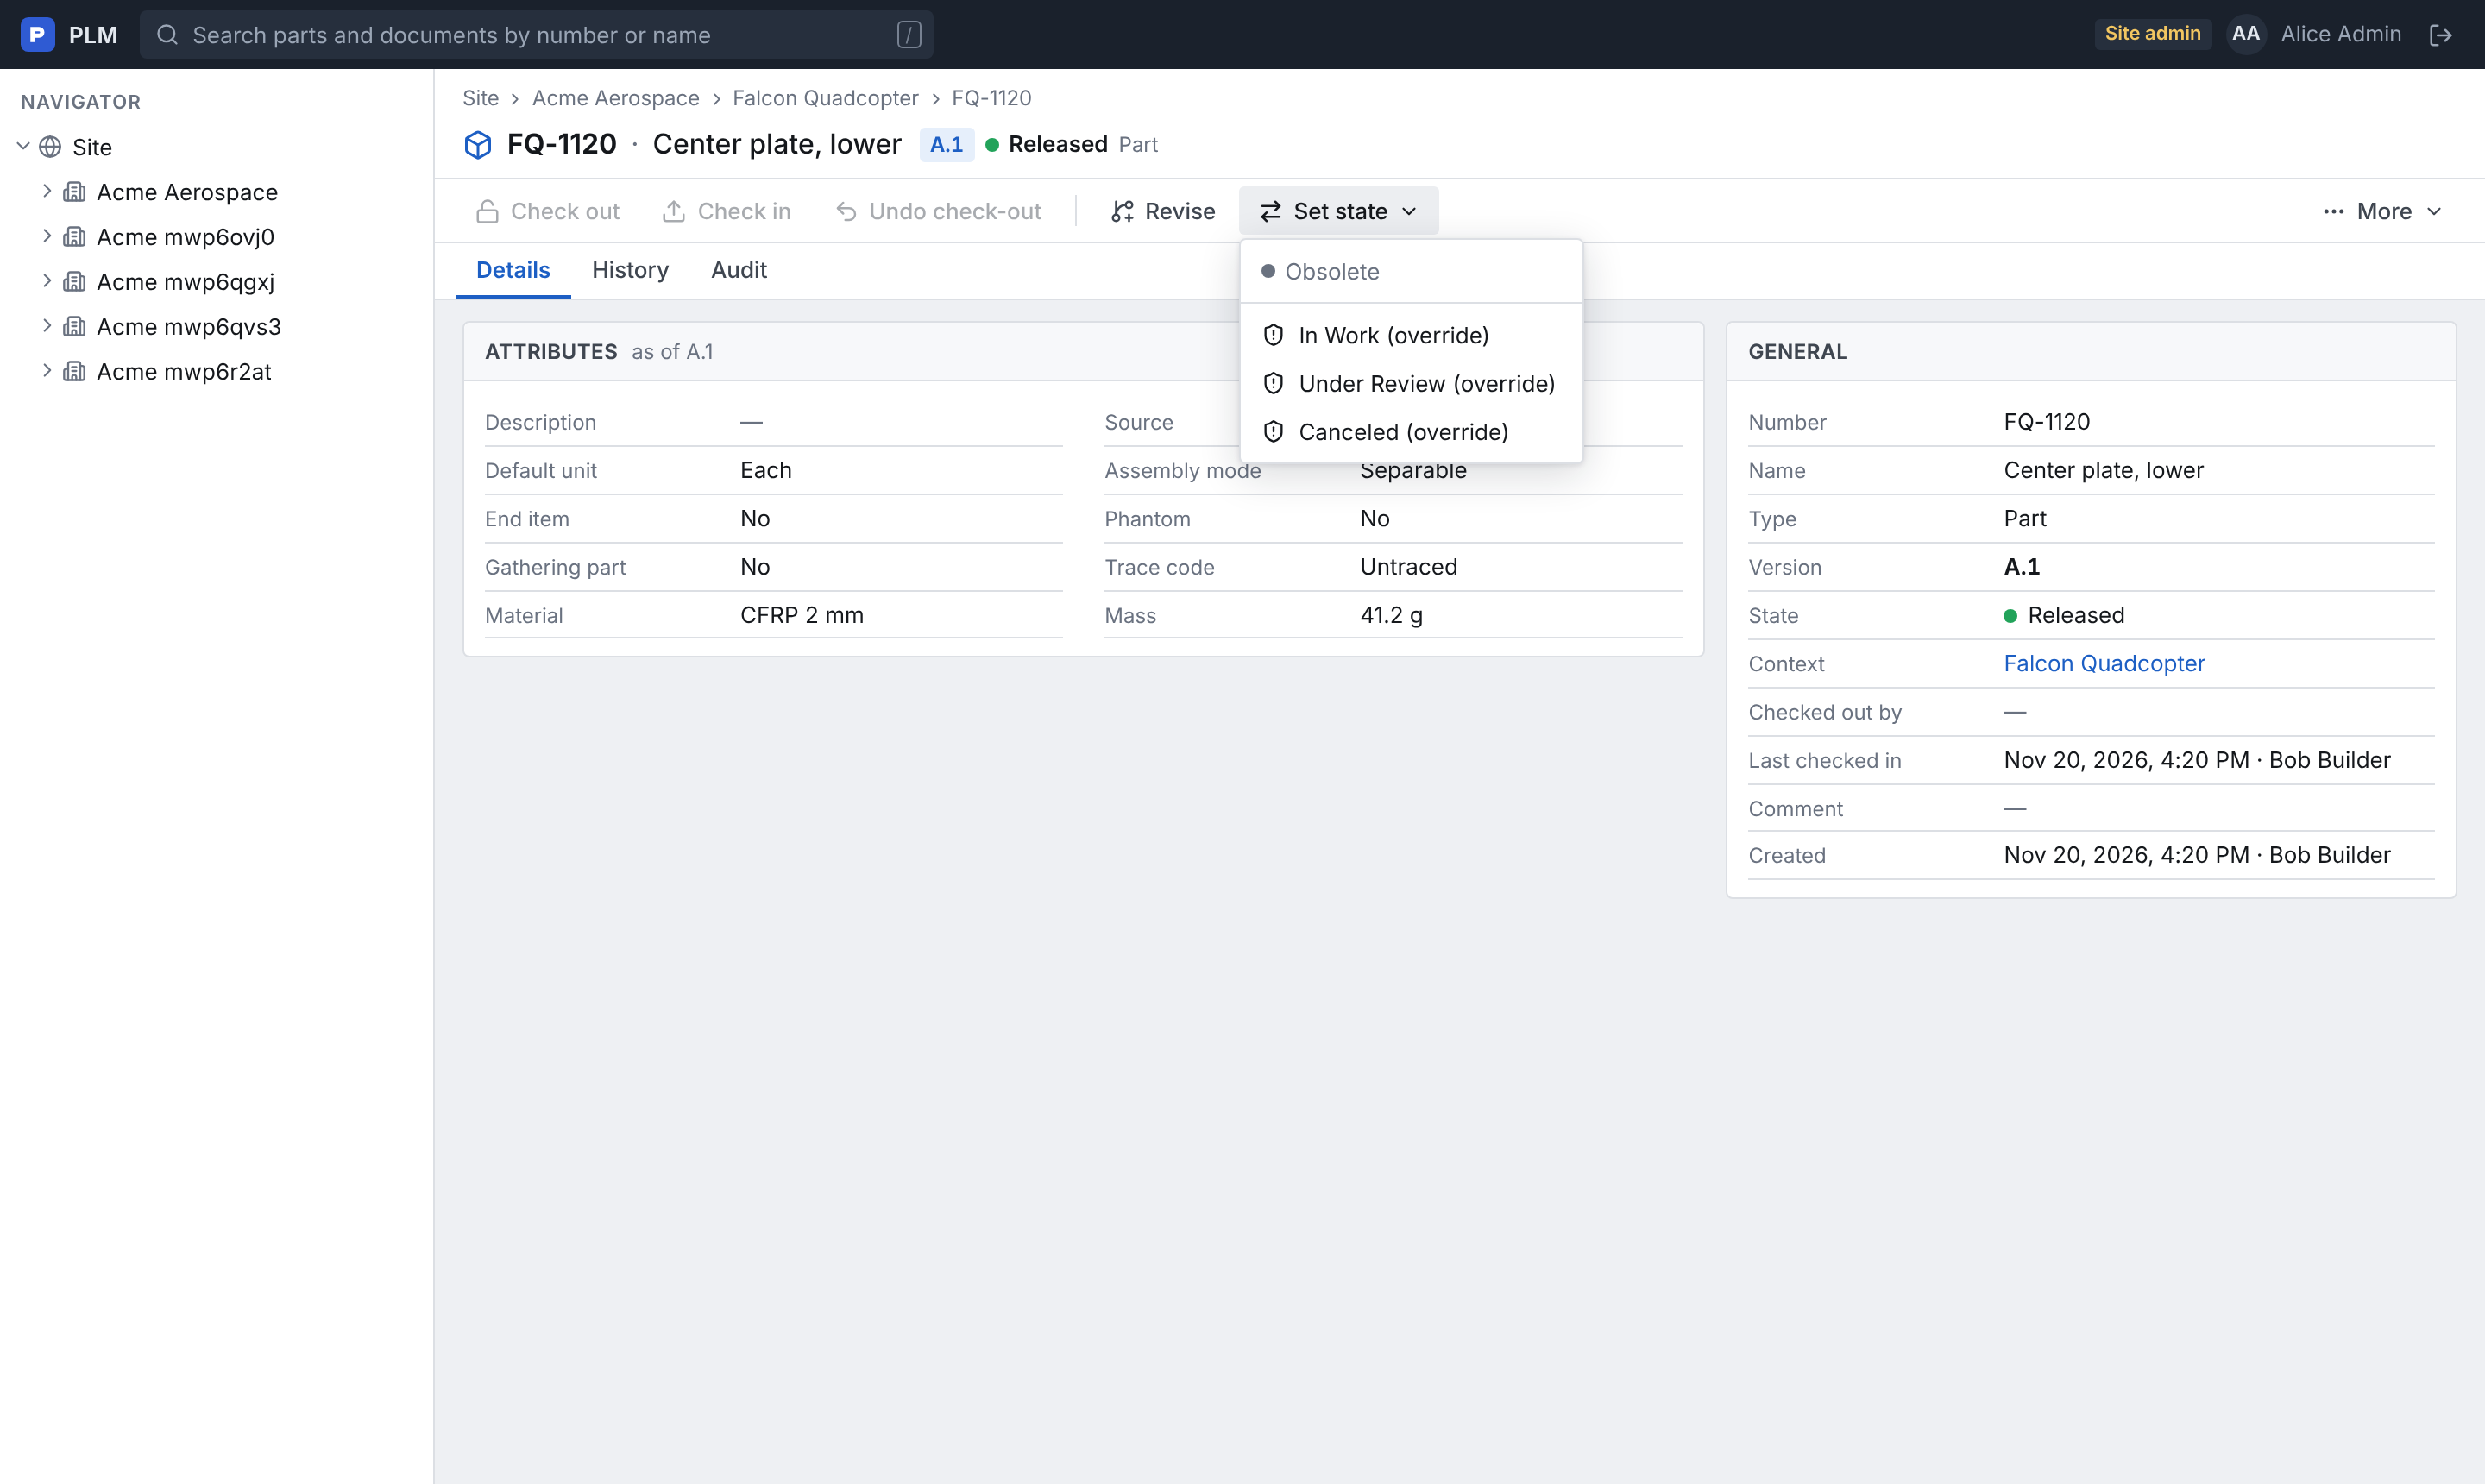 P PLM
Search parts and documents by number or name /
Site admin AA Alice Admin
NAVIGATOR
Site
Acme Aerospace
Acme mwp6ovj0
Acme mwp6qgxj
Acme mwp6qvs3
Acme mwp6r2at
Site > Acme Aerospace > Falcon Quadcopter > FQ-1120
FQ-1120 · Center plate, lower A.1 Released Part
Check out Check in Undo check-out Revise Set state ··· More
Details History Audit
Obsolete
In Work (override)
Under Review (override)
Canceled (override)
ATTRIBUTES as of A.1
Description —
Default unit Each
End item No
Gathering part No
Material CFRP 2 mm
Source
Assembly mode Separable
Phantom No
Trace code Untraced
Mass 41.2 g
GENERAL
Number FQ-1120
Name Center plate, lower
Type Part
Version A.1
State Released
Context Falcon Quadcopter
Checked out by —
Last checked in Nov 20, 2026, 4:20 PM · Bob Builder
Comment —
Created Nov 20, 2026, 4:20 PM · Bob Builder